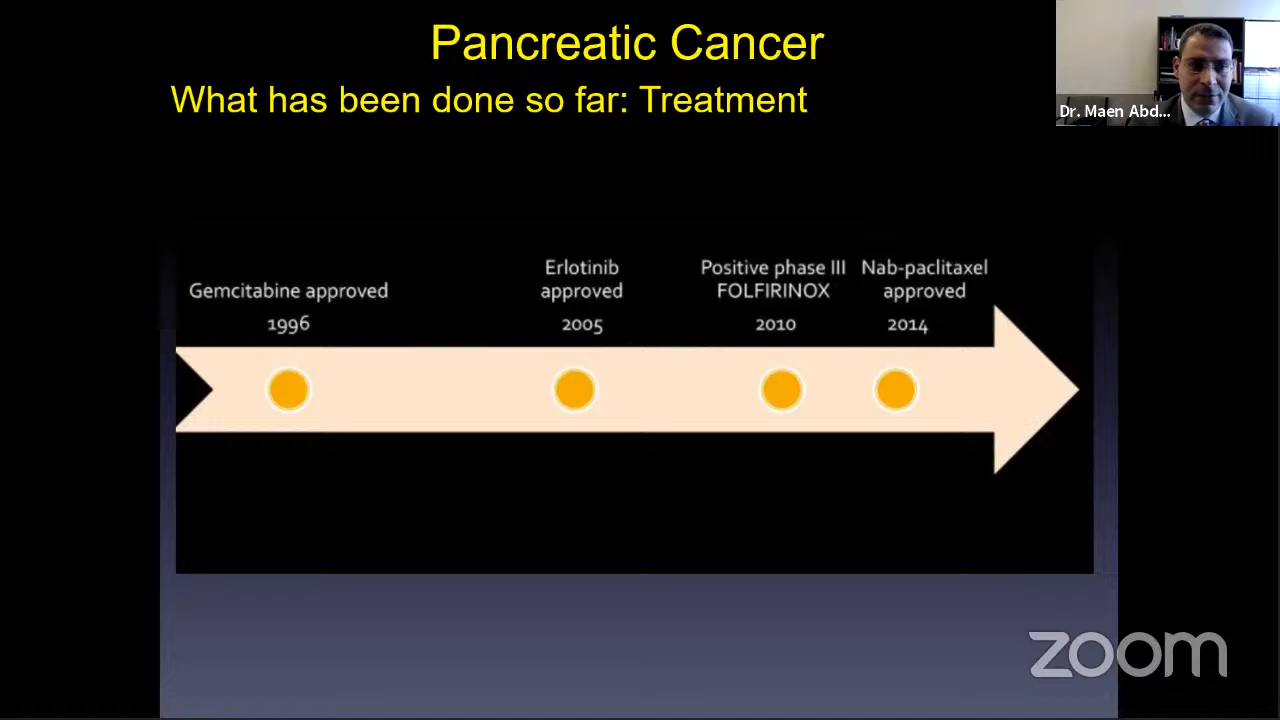 Pancreatic Cancer
What has been done so far: Treatment
Dr. Maen Abd...
Gemcitabine approved
1996
Erlotinib
approved
2005
Positive phase III
FOLFIRINOX
2010
Nab-paclitaxel
approved
2014
zoom